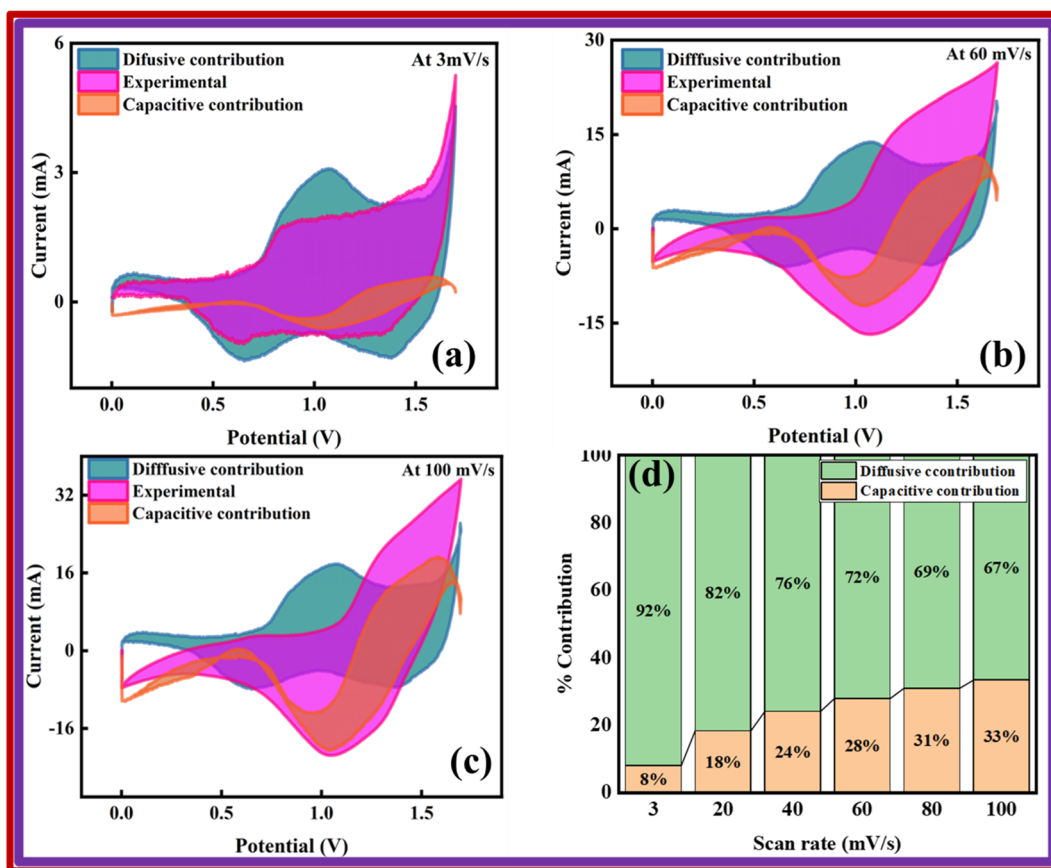 6
Difusive contribution
At 3mV/s
Experimental
Capacitive contribution
3
0
Current (mA)
(a)
0.0
0.5
1.0
1.5
Potential (V)
30
Difffusive contribution
At 60 mV/s
Experimental
Capacitive contribution
15
0
-15
Current (mA)
(b)
0.0
0.5
1.0
1.5
Potential (V)
Difffusive contribution
At 100 mV/s
32
Experimental
Capacitive contribution
16
0
-16
Current (mA)
(c)
0.0
0.5
1.0
1.5
Potential (V)
100
(d)
Diffusive ccontribution
Capacitive contribution
80
60
40
20
0
% Contribution
92%
82%
76%
72%
69%
67%
8%
18%
24%
28%
31%
33%
3
20
40
60
80
100
Scan rate (mV/s)